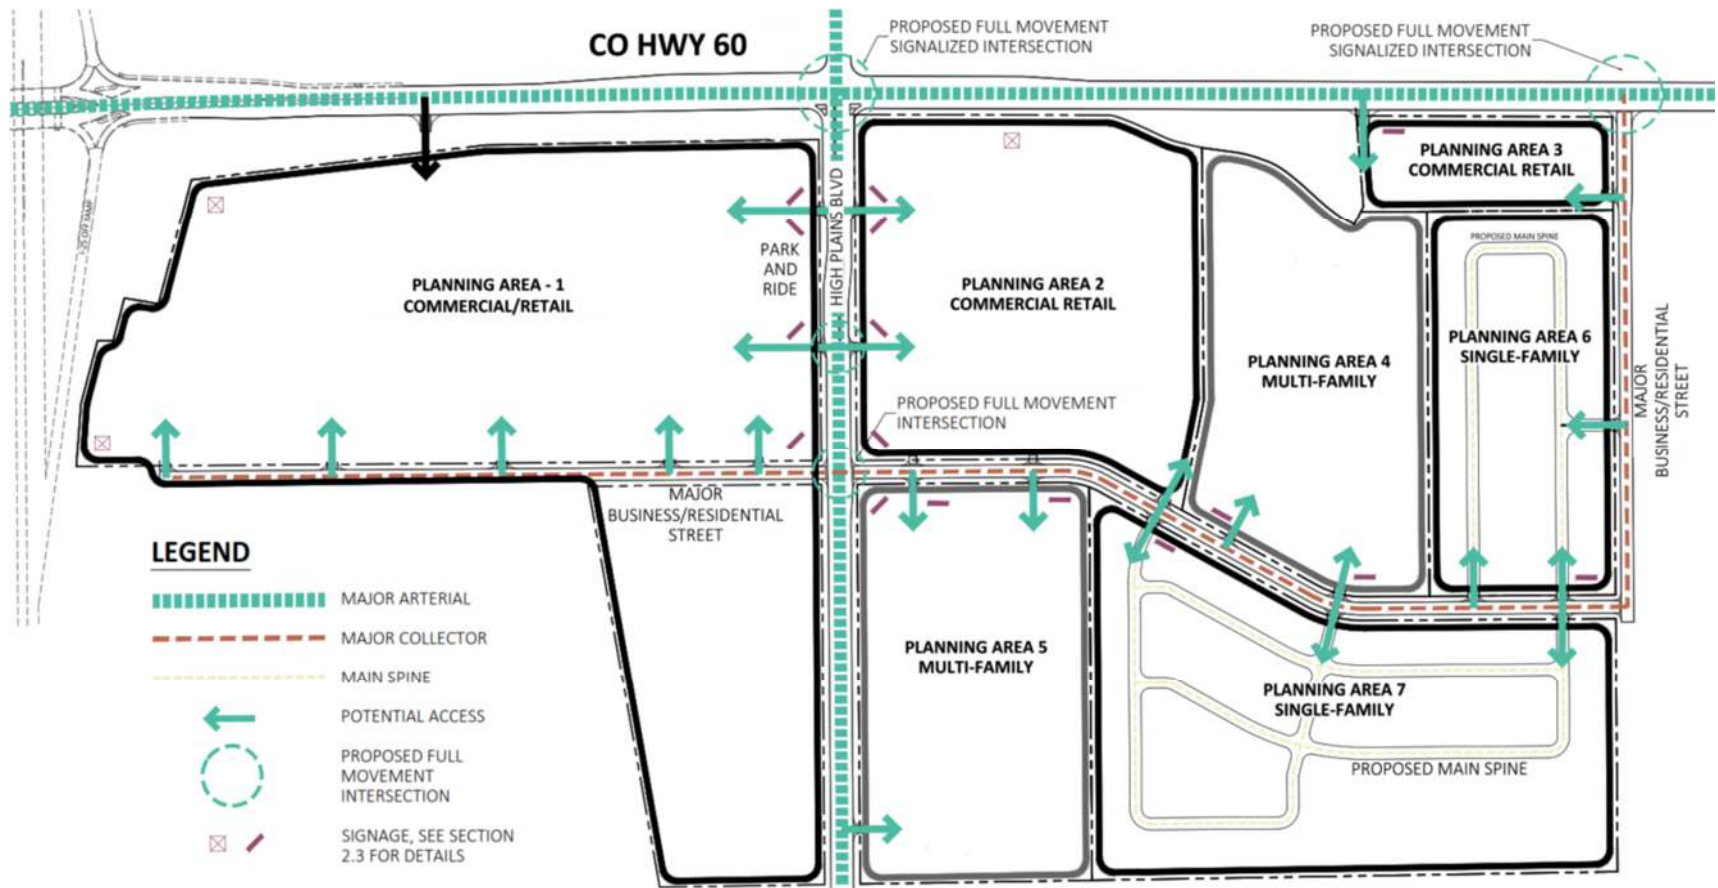 CO HWY 60
PROPOSED FULL MOVEMENT
SIGNALIZED INTERSECTION
PROPOSED FULL MOVEMENT
SIGNALIZED INTERSECTION
PLANNING AREA 3
COMMERCIAL RETAIL
HIGH PLAINS BLVD
PARK
AND
RIDE
PLANNING AREA - 1
COMMERCIAL/RETAIL
PLANNING AREA 2
COMMERCIAL RETAIL
PROPOSED MAIN SPINE
PLANNING AREA 6
SINGLE-FAMILY
PLANNING AREA 4
MULTI-FAMILY
MAJOR
BUSINESS/RESIDENTIAL
STREET
PROPOSED FULL MOVEMENT
INTERSECTION
MAJOR
BUSINESS/RESIDENTIAL
STREET
PLANNING AREA 5
MULTI-FAMILY
PLANNING AREA 7
SINGLE-FAMILY
PROPOSED MAIN SPINE
LEGEND
MAJOR ARTERIAL
MAJOR COLLECTOR
MAIN SPINE
POTENTIAL ACCESS
PROPOSED FULL
MOVEMENT
INTERSECTION
SIGNAGE, SEE SECTION
2.3 FOR DETAILS